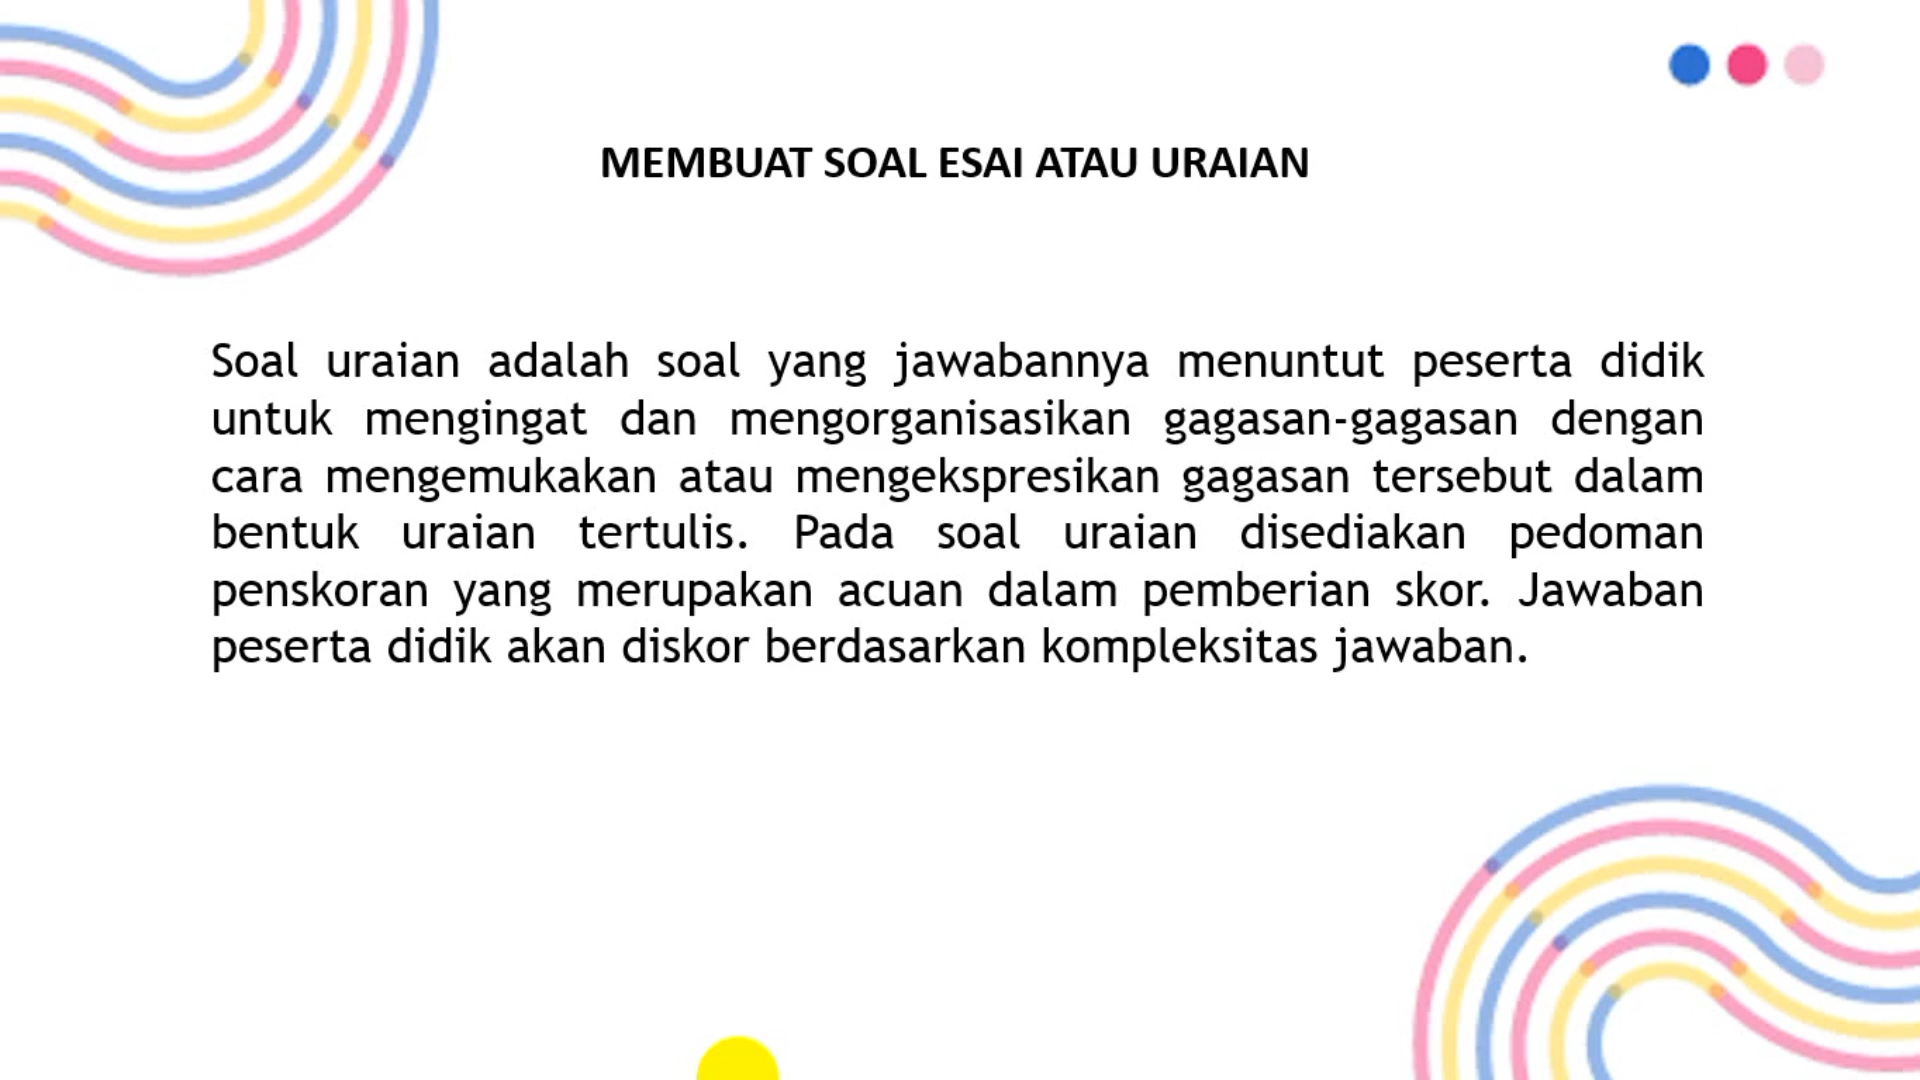 MEMBUAT SOAL ESAI ATAU URAIAN
Soal uraian adalah soal yang jawabannya menuntut peserta didik
untuk mengingat dan mengorganisasikan gagasan-gagasan dengan
cara mengemukakan atau mengekspresikan gagasan tersebut dalam
bentuk uraian tertulis. Pada soal uraian disediakan pedoman
penskoran yang merupakan acuan dalam pemberian skor. Jawaban
peserta didik akan diskor berdasarkan kompleksitas jawaban.